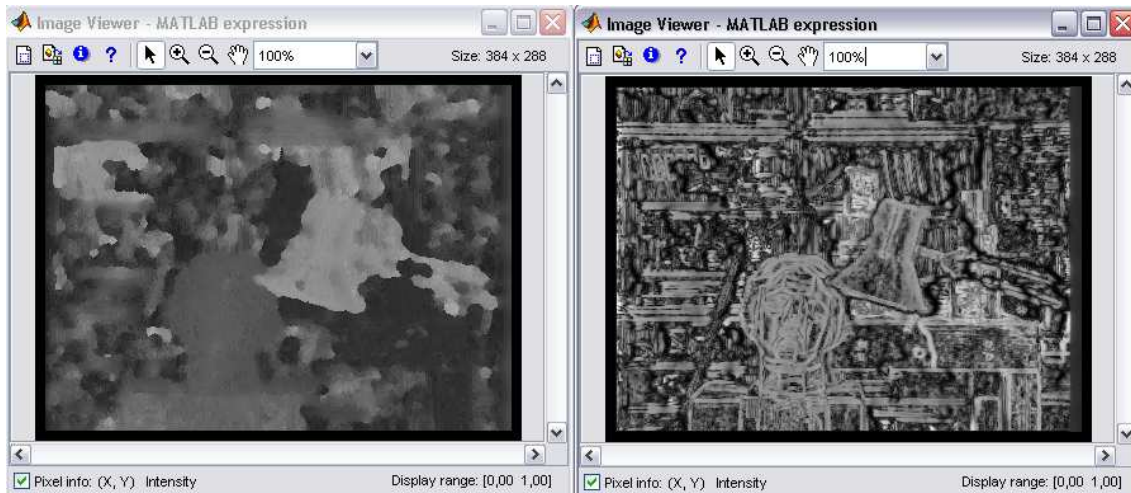 Image Viewer - MATLAB expression
100%
Size: 384 x 288
Pixel info: (X, Y) Intensity
Display range: [0,00 1,00]
Image Viewer - MATLAB expression
100%
Size: 384 x 288
Pixel info: (X, Y) Intensity
Display range: [0,00 1,00]